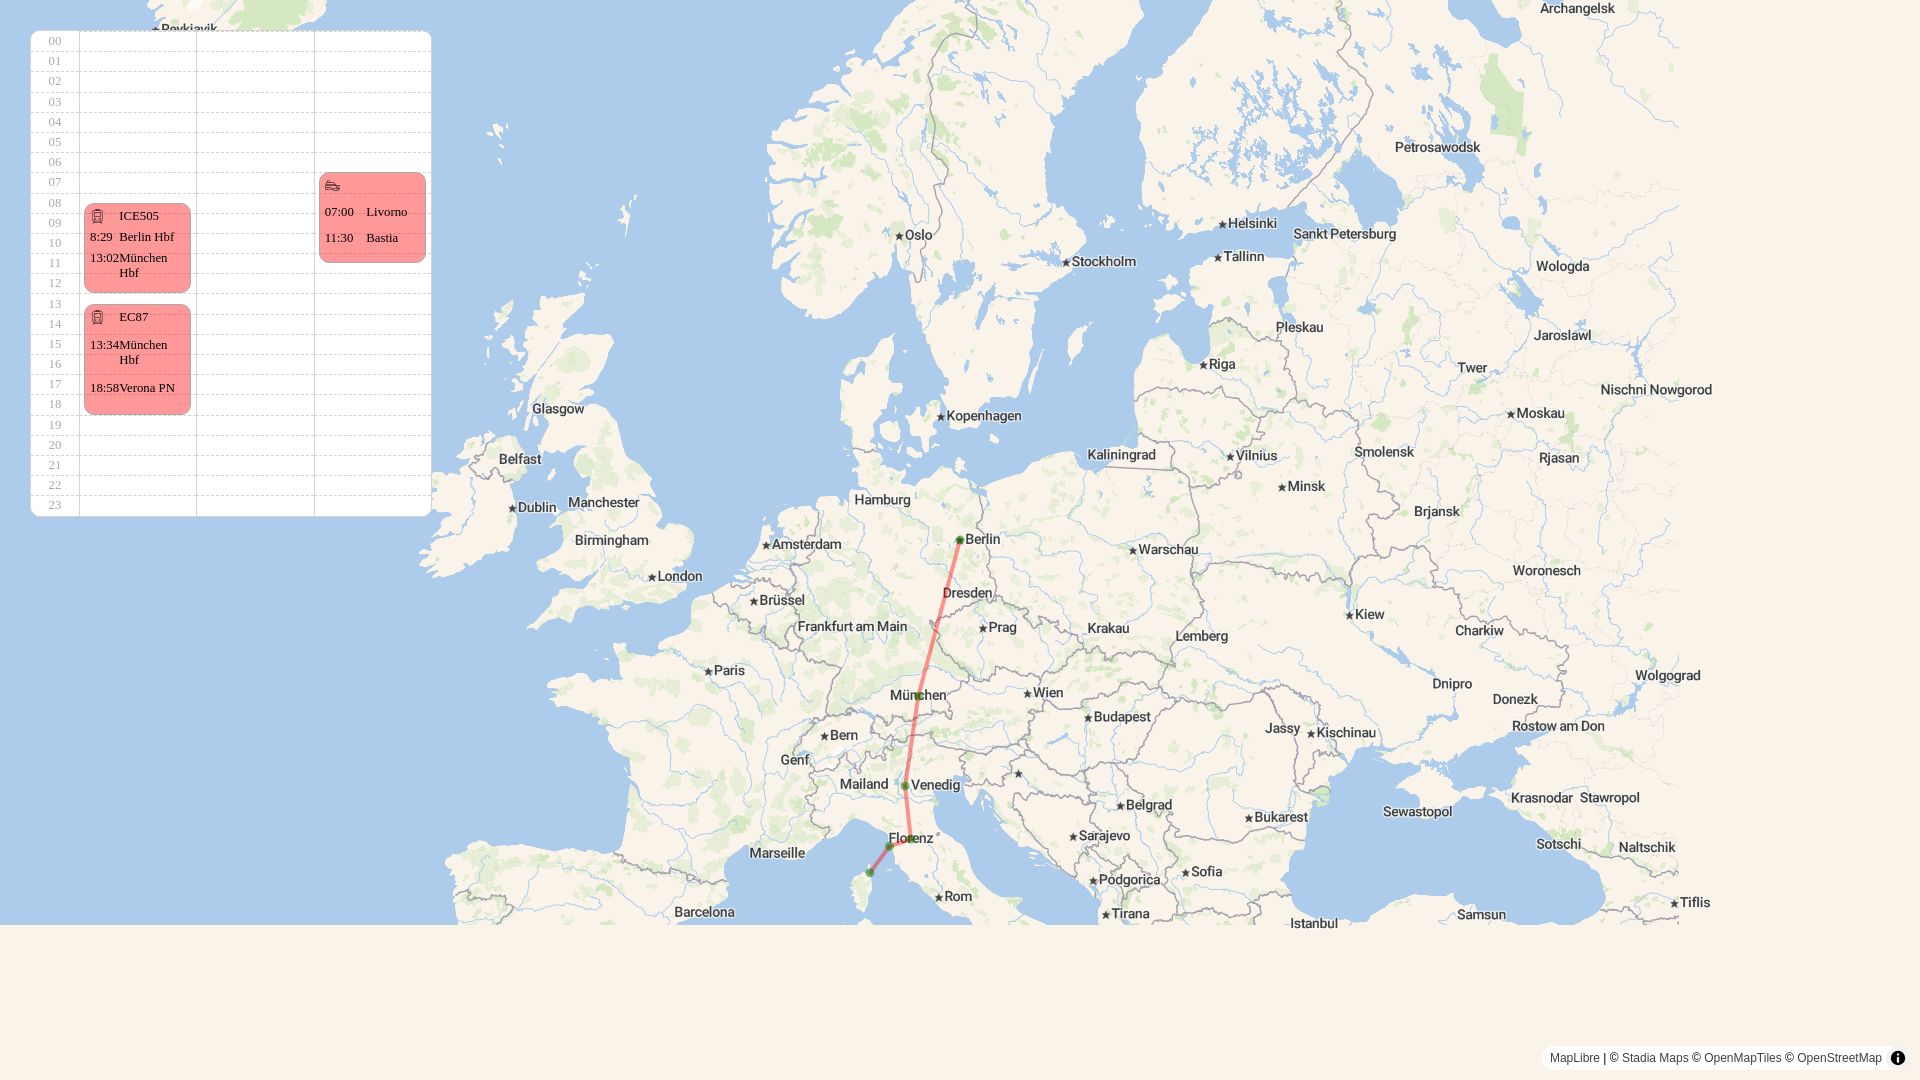 Reykjavik
00
01
02
03
04
05
06
07
08
09
10
11
12
13
14
15
16
17
18
19
20
21
22
23
ICE505
8:29 Berlin Hbf
13:02 München
Hbf
EC87
13:34 München
Hbf
18:58 Verona PN
07:00 Livorno
11:30 Bastia
Archangelsk
Petrosawodsk
Helsinki
Sankt Petersburg
Oslo
Stockholm
Tallinn
Wologda
Pleskau
Jaroslawl
Riga
Twer
Nischni Nowgorod
Glasgow
Kopenhagen
Moskau
Belfast
Kaliningrad
Vilnius
Smolensk
Rjasan
Hamburg
Minsk
Dublin
Manchester
Brjansk
Birmingham
Amsterdam
Berlin
Warschau
London
Woronesch
Brüssel
Dresden
Kiew
Frankfurt am Main
Prag
Krakau
Lemberg
Charkiw
Paris
Wolgograd
München
Wien
Dnipro
Donezk
Budapest
Jassy
Kischinau
Rostow am Don
Bern
Genf
Mailand
Venedig
Belgrad
Krasnodar
Stawropol
Bukarest
Sewastopol
Florenz
Sarajevo
Sotschi
Naltschik
Marseille
Podgorica
Sofia
Rom
Tiflis
Barcelona
Tirana
Istanbul
Samsun
MapLibre | © Stadia Maps © OpenMapTiles © OpenStreetMap